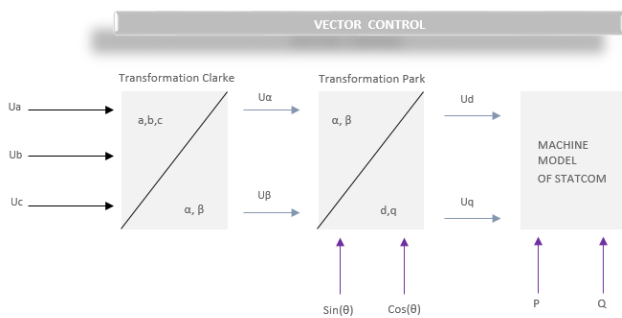 VECTOR CONTROL
Transformation Clarke
Transformation Park
Ua
Ub
Uc
a,b,c
α, β
Uα
Uβ
α, β
d,q
Ud
Uq
MACHINE
MODEL
OF STATCOM
Sin(θ)
Cos(θ)
P
Q